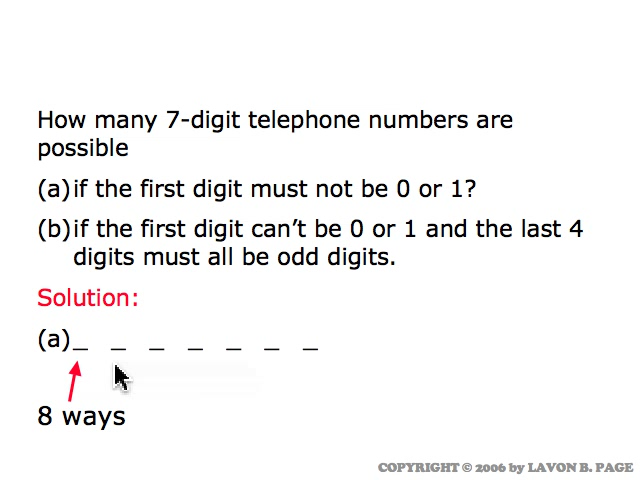 How many 7-digit telephone numbers are
possible
(a) if the first digit must not be 0 or 1?
(b) if the first digit can’t be 0 or 1 and the last 4
digits must all be odd digits.
Solution:
(a) _ _ _ _ _ _ _
8 ways
COPYRIGHT © 2006 by LAVON B. PAGE